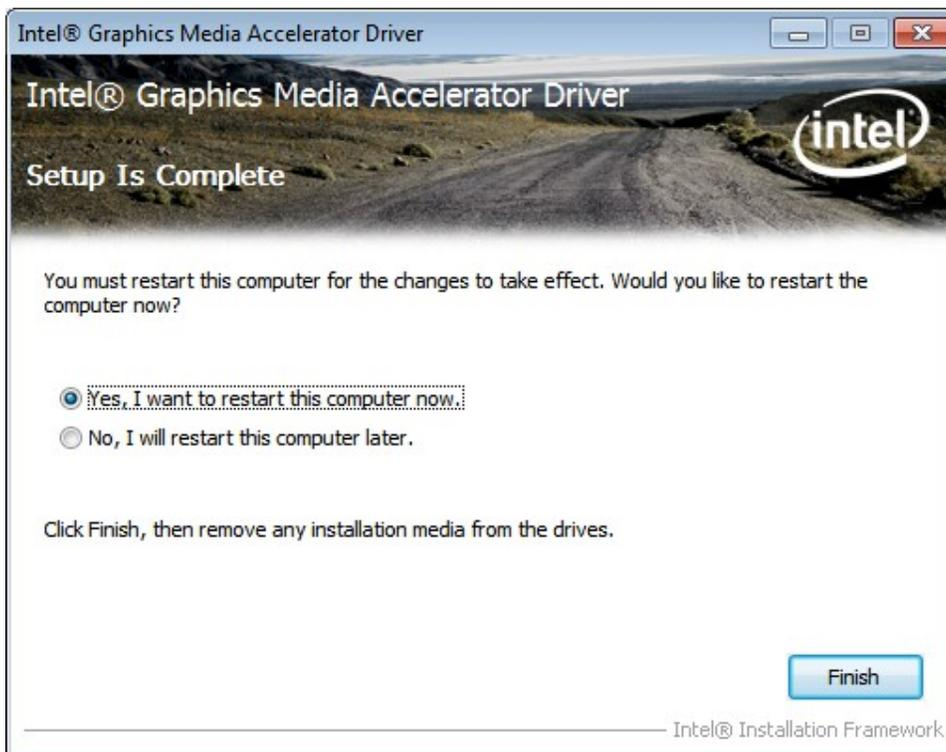 Intel® Graphics Media Accelerator Driver
Intel® Graphics Media Accelerator Driver
intel
Setup Is Complete
You must restart this computer for the changes to take effect. Would you like to restart the
computer now?
Yes, I want to restart this computer now.
No, I will restart this computer later.
Click Finish, then remove any installation media from the drives.
Finish
Intel® Installation Framework